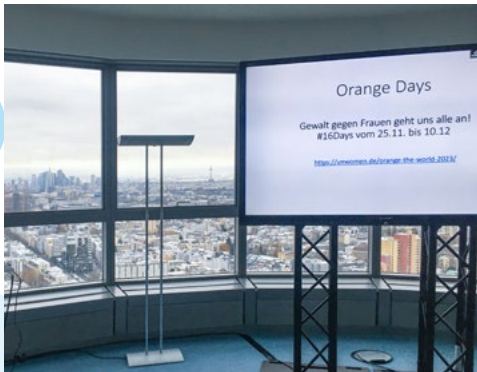 Orange Days
Gewalt gegen Frauen geht uns alle an!
#16Days vom 25.11. bis 10.12
https://unwomen.de/orange-the-world-2023/